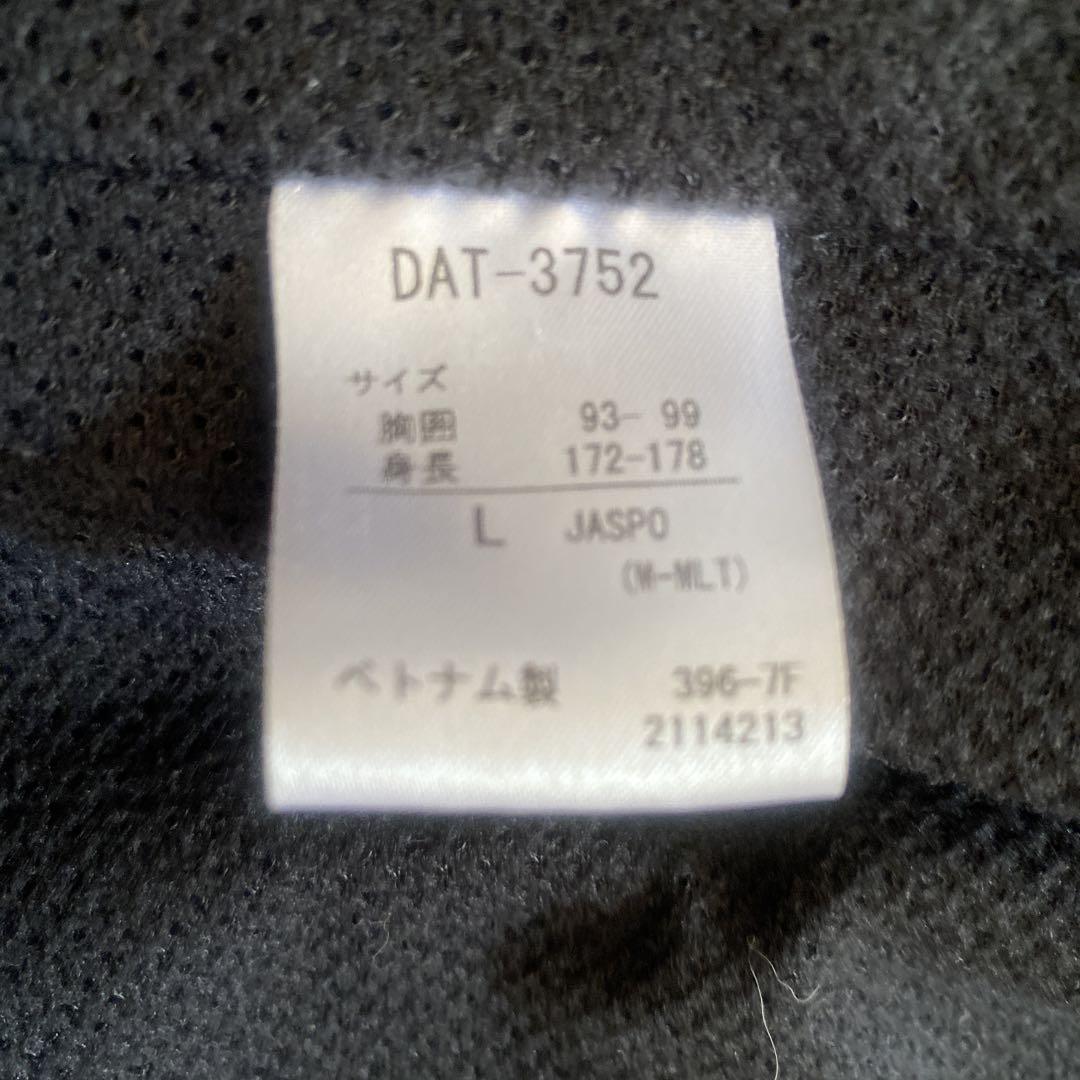 DAT-3752
サイズ
胸囲 93- 99
身長 172-178
L JASPO
(M-MLT)
ベトナム製 396-7F
2114213